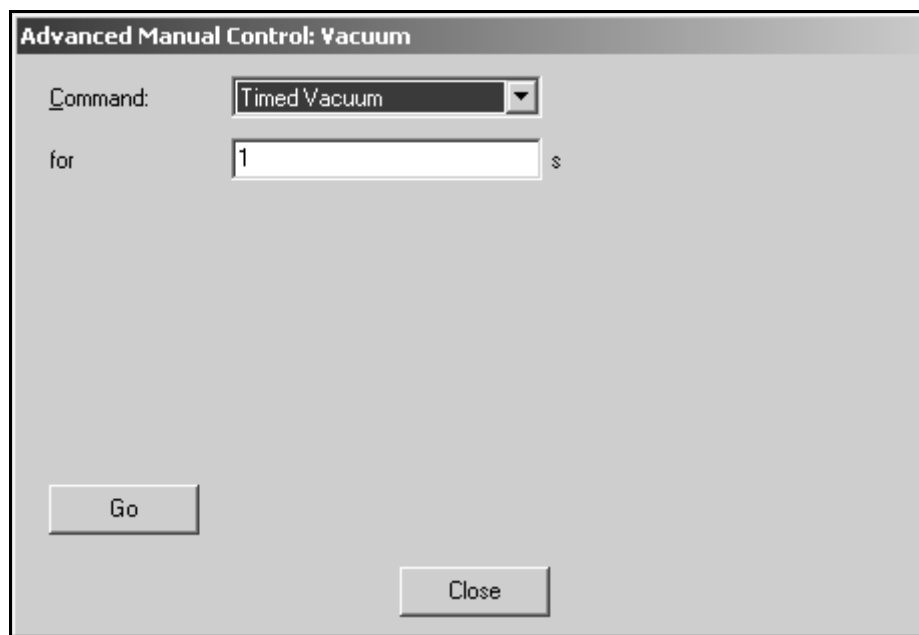 Advanced Manual Control: Vacuum
Command: Timed Vacuum
for 1 s
Go
Close